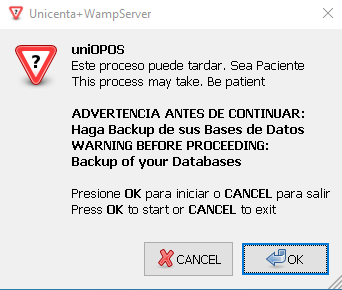 Unicenta+WampServer
uniOPOS
Este proceso puede tardar. Sea Paciente
This process may take. Be patient
ADVERTENCIA ANTES DE CONTINUAR:
Haga Backup de sus Bases de Datos
WARNING BEFORE PROCEEDING:
Backup of your Databases
Presione OK para iniciar o CANCEL para salir
Press OK to start or CANCEL to exit
CANCEL
OK